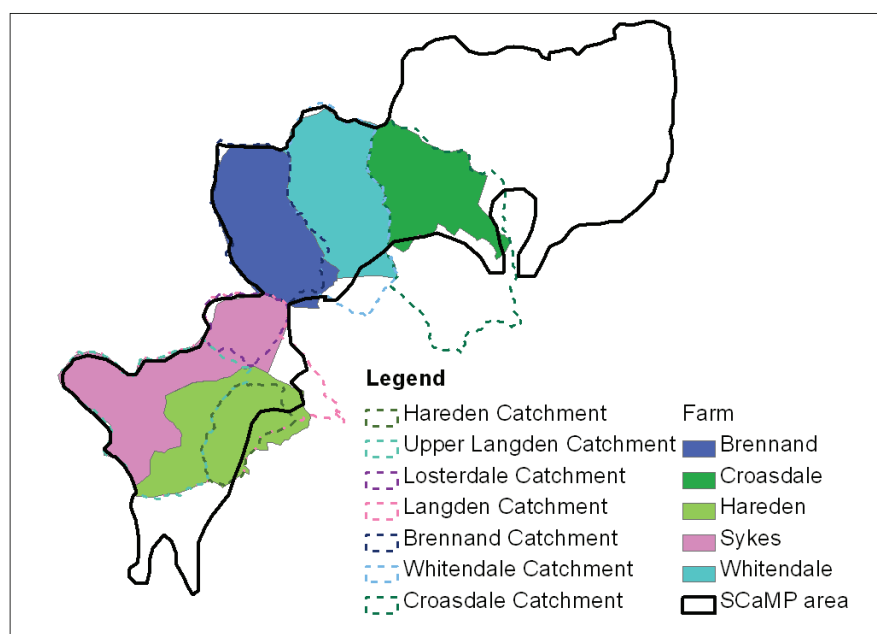 Legend
Hareden Catchment
Upper Langden Catchment
Losterdale Catchment
Langden Catchment
Brennand Catchment
Whitendale Catchment
Croasdale Catchment
Farm
Brennand
Croasdale
Hareden
Sykes
Whitendale
SCaMP area